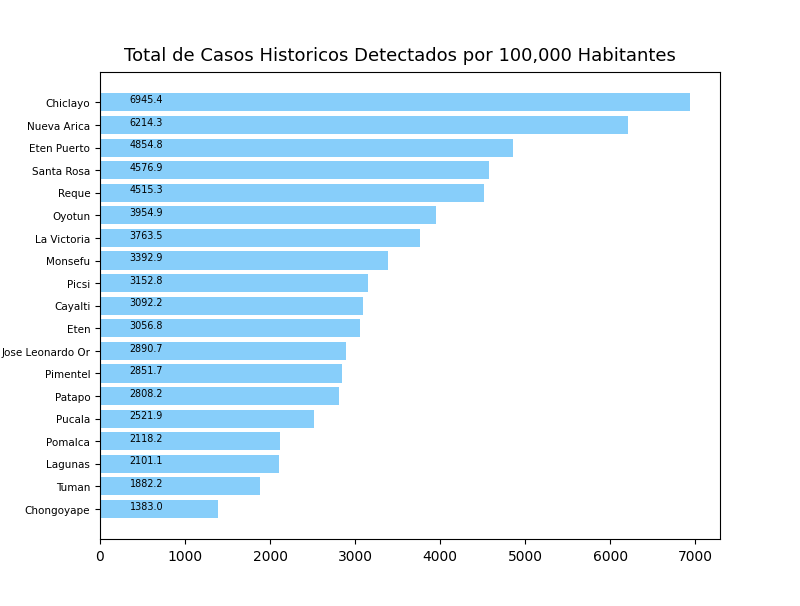 Total de Casos Historicos Detectados por 100,000 Habitantes
Chiclayo 6945.4
Nueva Arica 6214.3
Eten Puerto 4854.8
Santa Rosa 4576.9
Reque 4515.3
Oyotun 3954.9
La Victoria 3763.5
Monsefu 3392.9
Picsi 3152.8
Cayalti 3092.2
Eten 3056.8
Jose Leonardo Or 2890.7
Pimentel 2851.7
Patapo 2808.2
Pucala 2521.9
Pomalca 2118.2
Lagunas 2101.1
Tuman 1882.2
Chongoyape 1383.0
0 1000 2000 3000 4000 5000 6000 7000